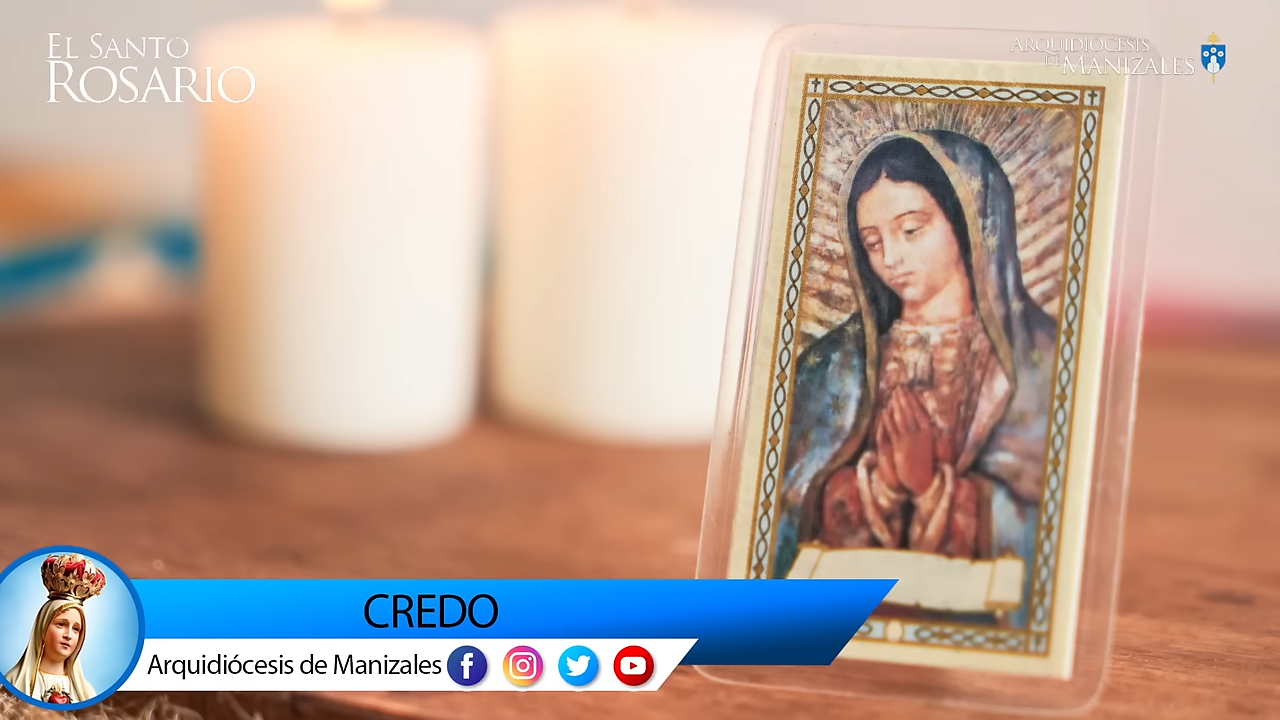 EL SANTO
ROSARIO
ARQUIDIÓCESIS
DE MANIZALES
CREDO
Arquidiócesis de Manizales